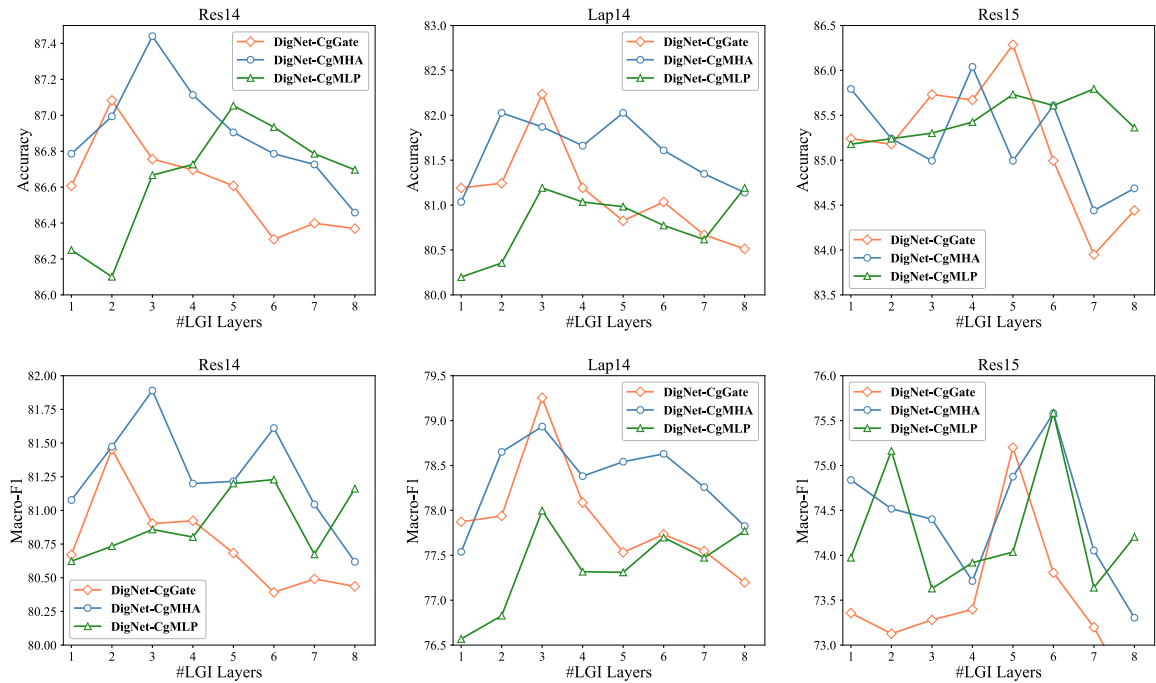 Res14
Accuracy
87.4
87.2
87.0
86.8
86.6
86.4
86.2
86.0
DigNet-CgGate
DigNet-CgMHA
DigNet-CgMLP
1 2 3 4 5 6 7 8
#LGI Layers
Lap14
Accuracy
83.0
82.5
82.0
81.5
81.0
80.5
80.0
DigNet-CgGate
DigNet-CgMHA
DigNet-CgMLP
1 2 3 4 5 6 7 8
#LGI Layers
Res15
Accuracy
86.5
86.0
85.5
85.0
84.5
84.0
83.5
DigNet-CgGate
DigNet-CgMHA
DigNet-CgMLP
1 2 3 4 5 6 7 8
#LGI Layers
Res14
Macro-F1
82.00
81.75
81.50
81.25
81.00
80.75
80.50
80.25
80.00
DigNet-CgGate
DigNet-CgMHA
DigNet-CgMLP
1 2 3 4 5 6 7 8
#LGI Layers
Lap14
Macro-F1
79.5
79.0
78.5
78.0
77.5
77.0
76.5
DigNet-CgGate
DigNet-CgMHA
DigNet-CgMLP
1 2 3 4 5 6 7 8
#LGI Layers
Res15
Macro-F1
76.0
75.5
75.0
74.5
74.0
73.5
73.0
DigNet-CgGate
DigNet-CgMHA
DigNet-CgMLP
1 2 3 4 5 6 7 8
#LGI Layers